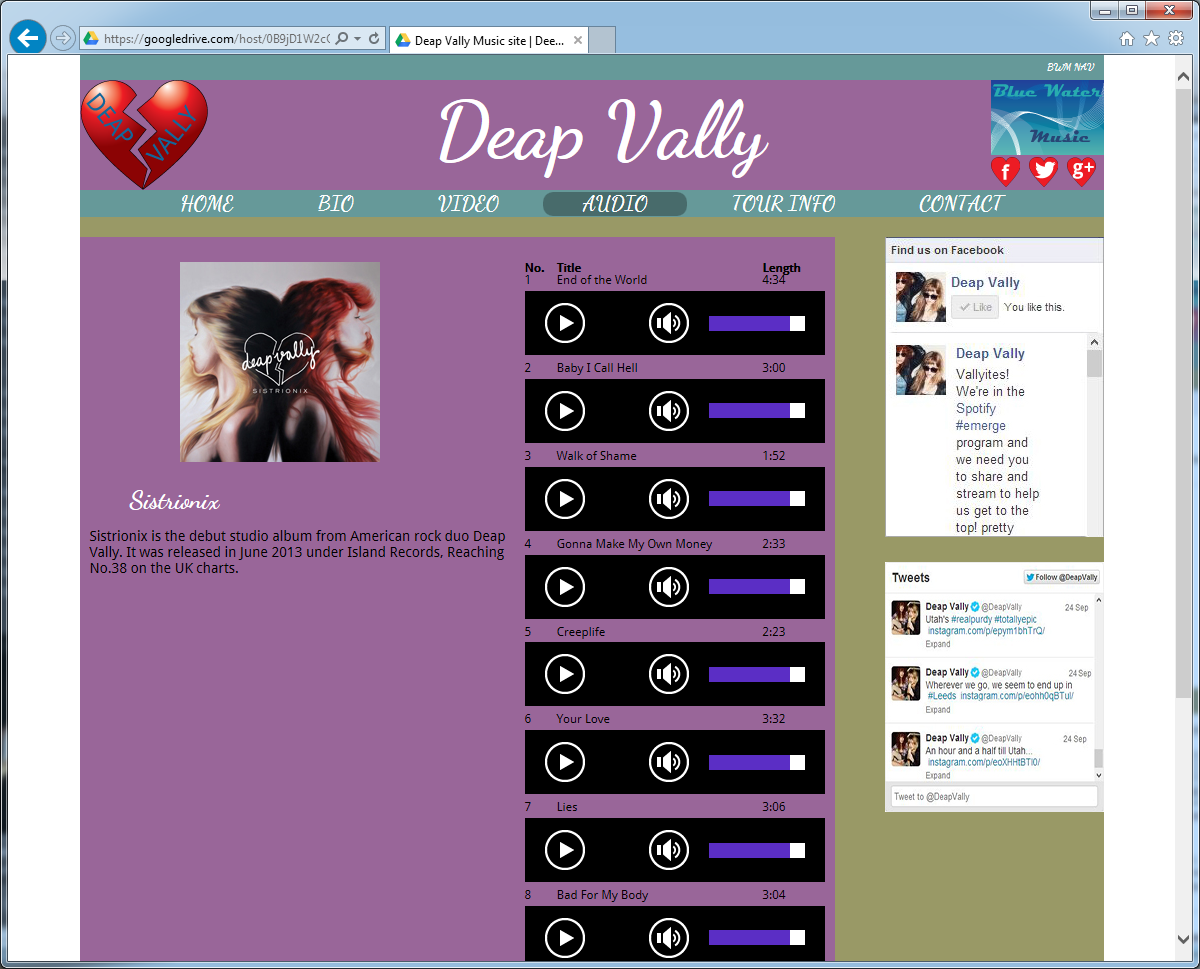 https://googledrive.com/host/0B9jD1W2c
Deap Vally Music site | Dee...
BWM NAV
DEAP VALLY
Deap Vally
Blue Water
Music
f
g+
HOME BIO VIDEO AUDIO TOUR INFO CONTACT
deap vally
SISTRIONIX
Sistrionix
Sistrionix is the debut studio album from American rock duo Deap
Vally. It was released in June 2013 under Island Records, Reaching
No.38 on the UK charts.
No. Title Length
1 End of the World 4:34
2 Baby I Call Hell 3:00
3 Walk of Shame 1:52
4 Gonna Make My Own Money 2:33
5 Creeplife 2:23
6 Your Love 3:32
7 Lies 3:06
8 Bad For My Body 3:04
Find us on Facebook
Deap Vally
Like You like this.
Deap Vally
Vallyites!
We're in the
Spotify
#emerge
program and
we need you
to share and
stream to help
us get to the
top! pretty
Tweets Follow @DeapVally
Deap Vally @DeapVally 24 Sep
Utah's #realpurdy #totallyepic
instagram.com/p/epym1bhTrQ/
Expand
Deap Vally @DeapVally 24 Sep
Wherever we go, we seem to end up in
#Leeds instagram.com/p/eohh0qBTul/
Expand
Deap Vally @DeapVally 24 Sep
An hour and a half till Utah...
instagram.com/p/eoXHHtBTl0/
Expand
Tweet to @DeapVally